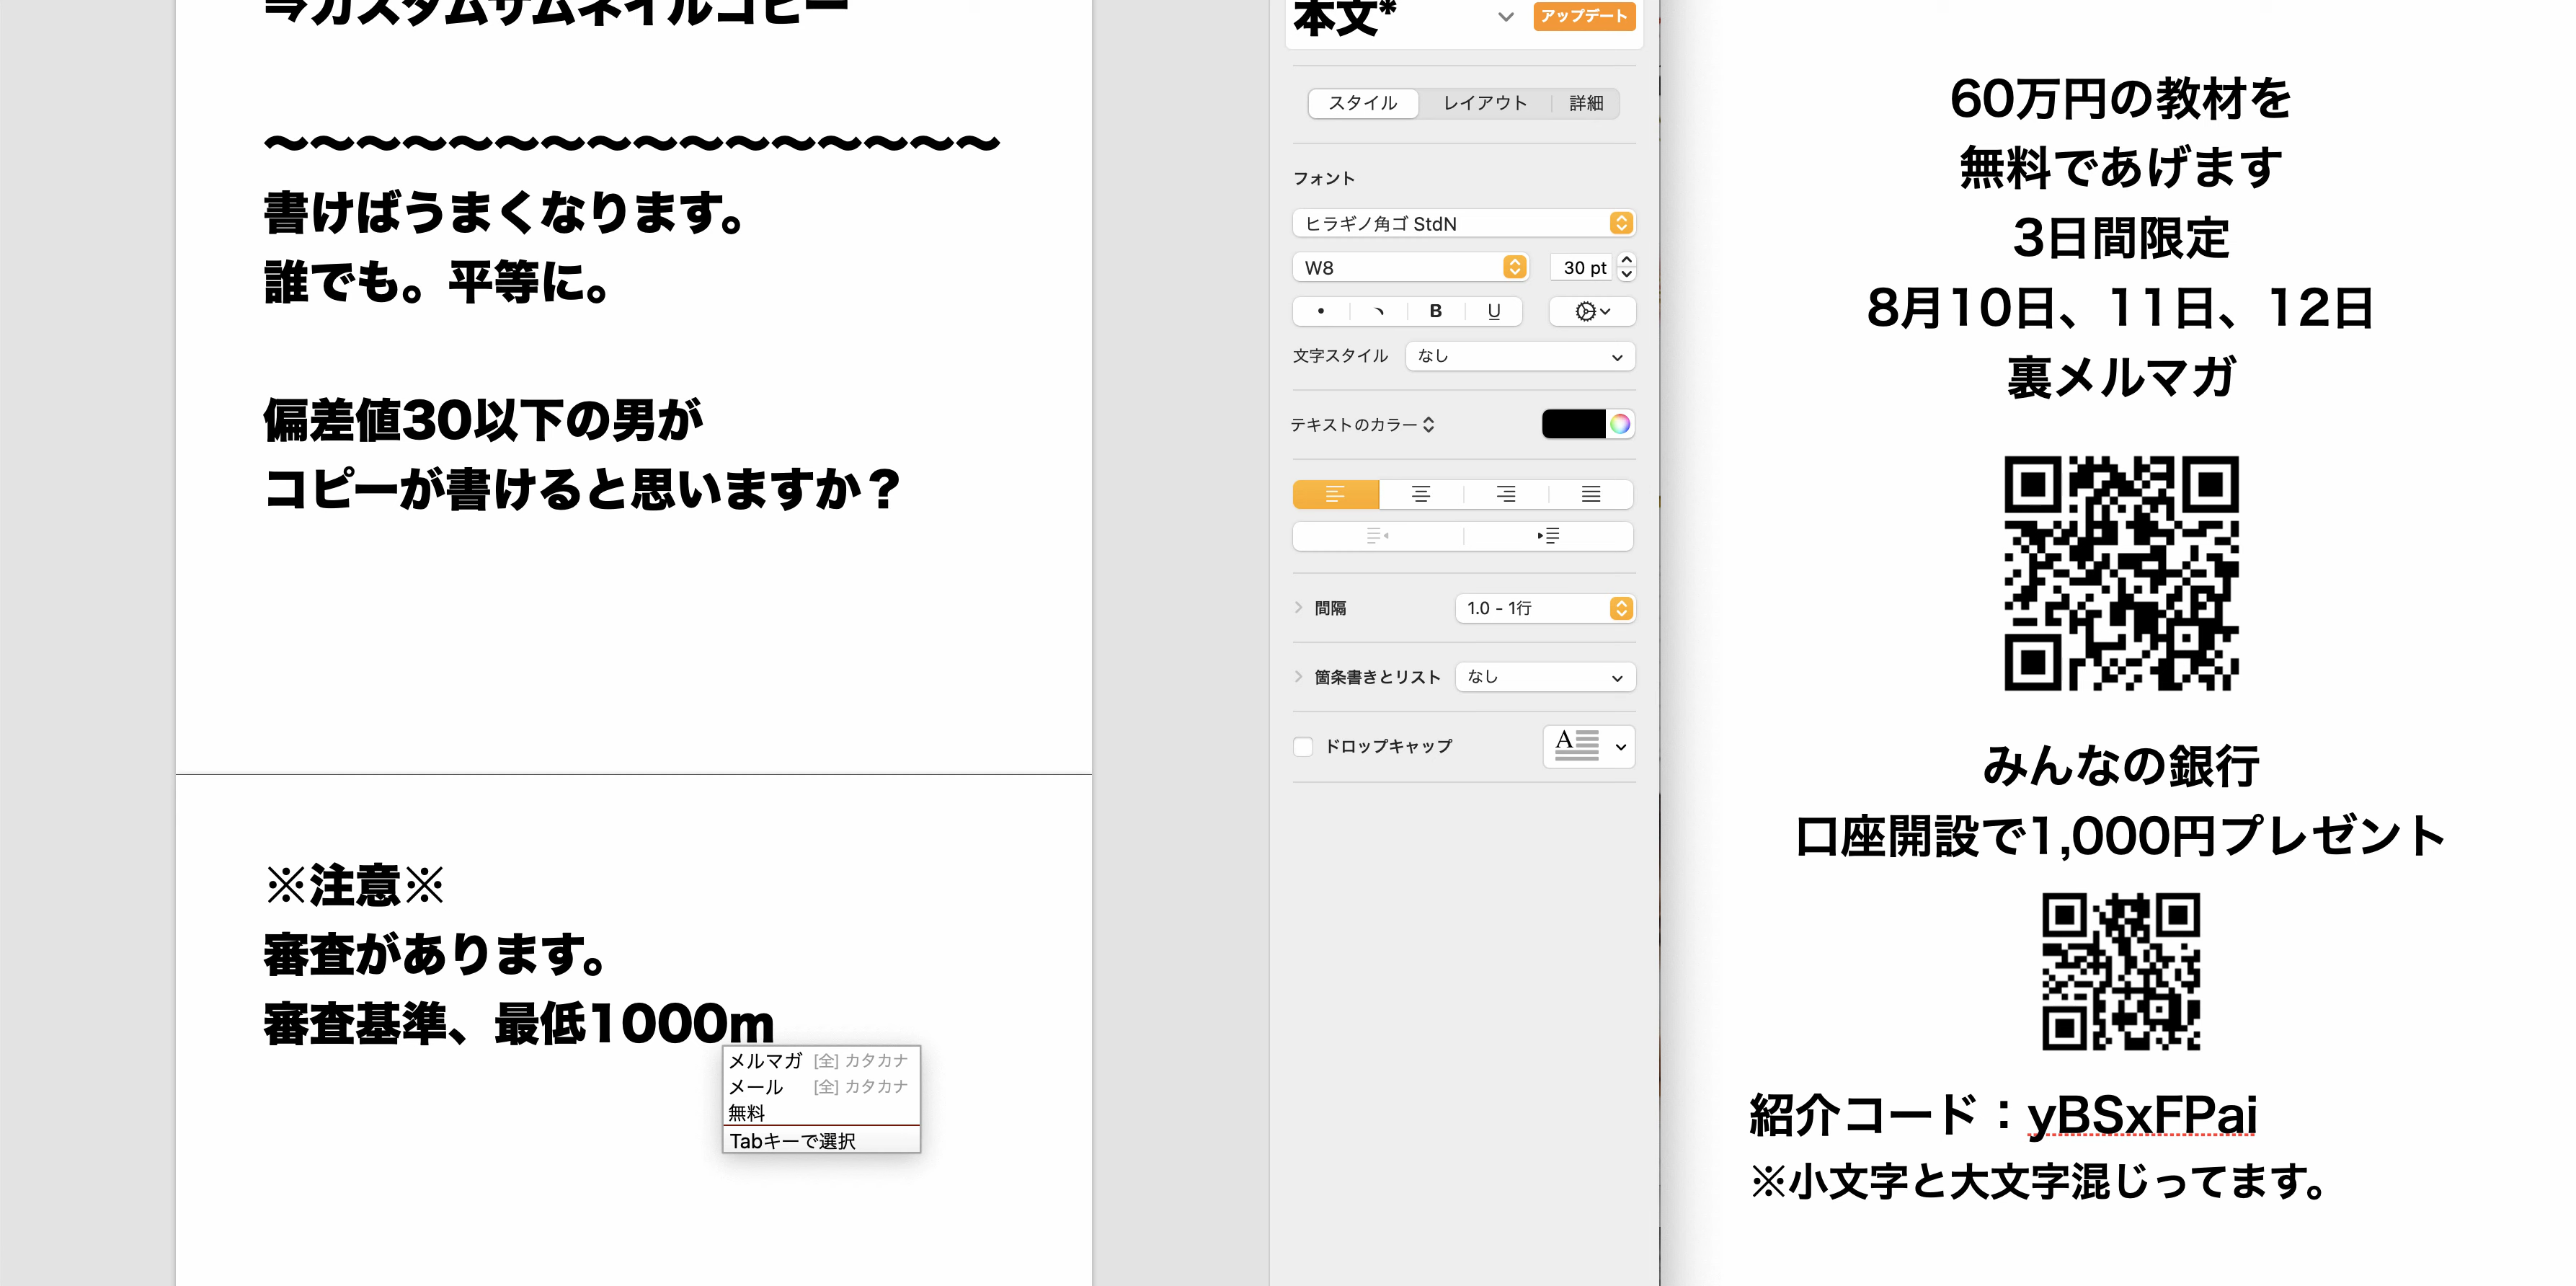 ⇒カスタムサムネイルコピー
〜〜〜〜〜〜〜〜〜〜〜〜〜〜〜〜
書けばうまくなります。
誰でも。平等に。
偏差値30以下の男が
コピーが書けると思いますか？
※注意※
審査があります。
審査基準、最低1000m
メルマガ [全] カタカナ
メール [全] カタカナ
無料
Tabキーで選択
本文*
アップデート
スタイル
レイアウト
詳細
フォント
ヒラギノ角ゴ StdN
W8
30 pt
B
U
文字スタイル
なし
テキストのカラー
間隔
1.0 - 1行
箇条書きとリスト
なし
ドロップキャップ
A
60万円の教材を
無料であげます
3日間限定
8月10日、11日、12日
裏メルマガ
みんなの銀行
口座開設で1,000円プレゼント
紹介コード：yBSxFPai
※小文字と大文字混じってます。